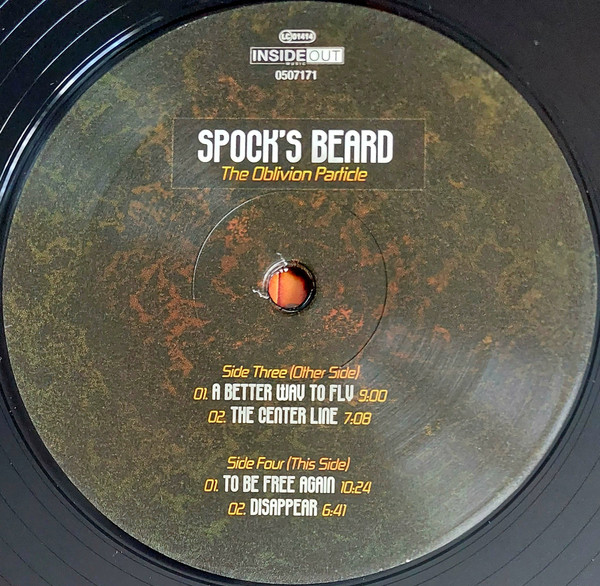 LC 01414
INSIDEOUT
MUSIC
0507171
SPOCK'S BEARD
The Oblivion Particle
Side Three (Other Side)
01. A BETTER WAY TO FLY 9:00
02. THE CENTER LINE 7:08
Side Four (This Side)
01. TO BE FREE AGAIN 10:24
02. DISAPPEAR 6:41